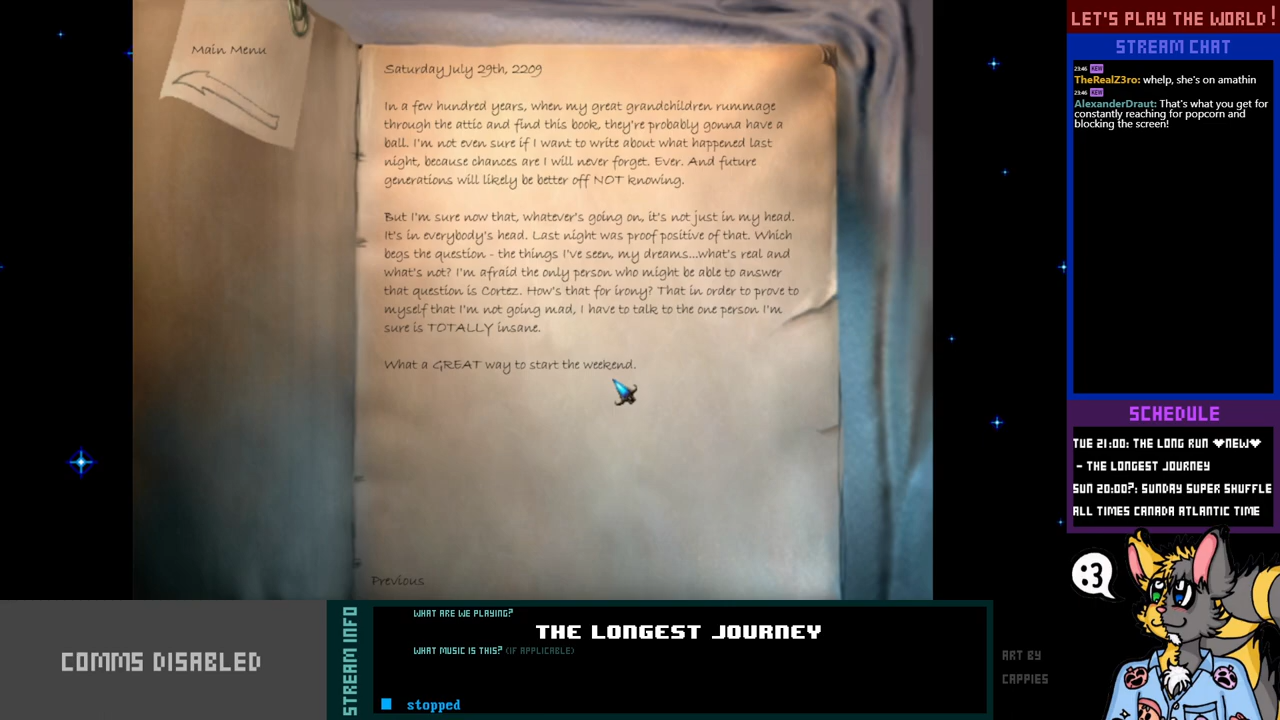 Main Menu
Saturday July 29th, 2209
In a few hundred years, when my great grandchildren rummage
through the attic and find this book, they're probably gonna have a
ball. I'm not even sure if I want to write about what happened last
night, because chances are I will never forget. Ever. And future
generations will likely be better off NOT knowing.
But I'm sure now that, whatever's going on, it's not just in my head.
It's in everybody's head. Last night was proof positive of that. Which
begs the question - the things I've seen, my dreams...what's real and
what's not? I'm afraid the only person who might be able to answer
that question is Cortez. How's that for irony? That in order to prove to
myself that I'm not going mad, I have to talk to the one person I'm
sure is TOTALLY insane.
What a GREAT way to start the weekend.
Previous
LET'S PLAY THE WORLD!
STREAM CHAT
23:46 NEW
TheRealZ3ro: whelp, she's on amathin
23:46 NEW
AlexanderDraut: That's what you get for
constantly reaching for popcorn and
blocking the screen!
SCHEDULE
TUE 21:00: THE LONG RUN ♥NEW♥
- THE LONGEST JOURNEY
SUN 20:00?: SUNDAY SUPER SHUFFLE
ALL TIMES CANADA ATLANTIC TIME
:3
COMMS DISABLED
STREAM INFO
WHAT ARE WE PLAYING?
THE LONGEST JOURNEY
WHAT MUSIC IS THIS? (IF APPLICABLE)
stopped
ART BY
CAPPIES